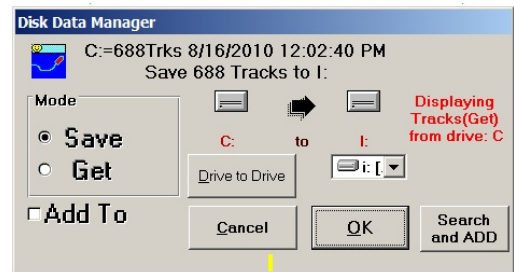 Disk Data Manager
C:=688Trks 8/16/2010 12:02:40 PM
Save 688 Tracks to I:
Mode
Save
Get
Add To
C: to I:
Drive to Drive
i: [.
Displaying
Tracks(Get)
from drive: C
Cancel
OK
Search
and ADD